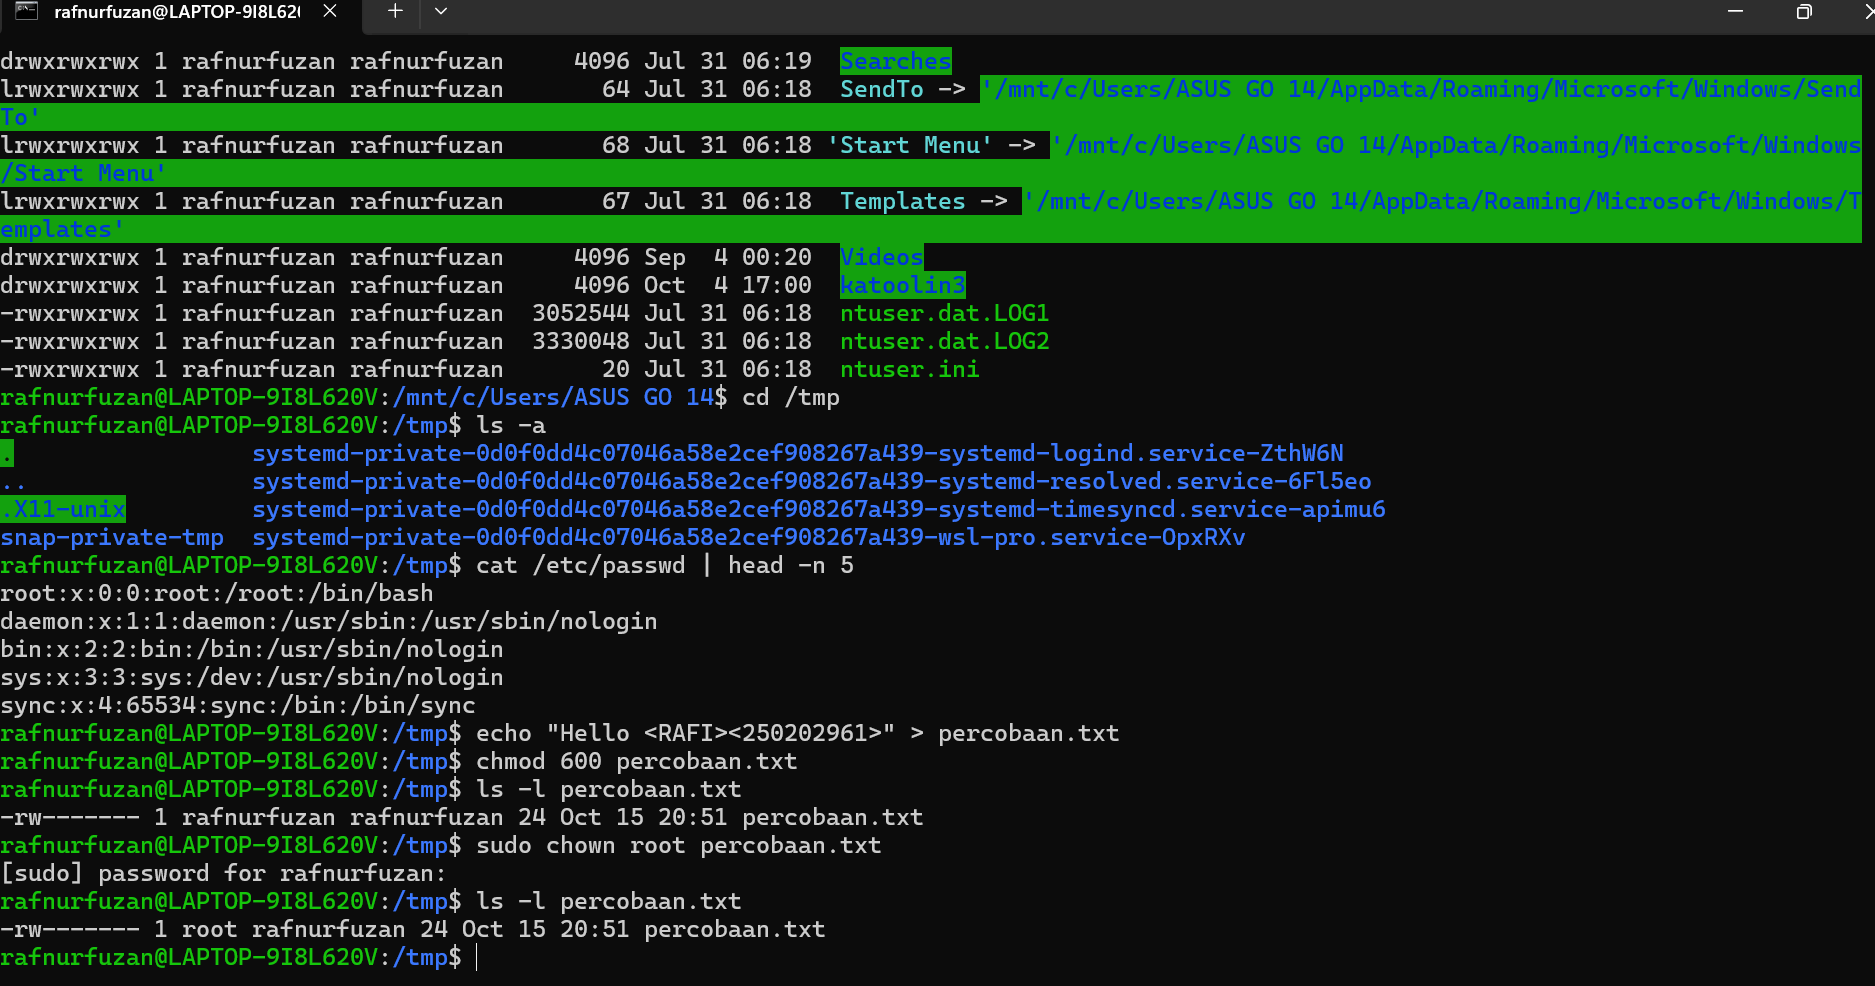 rafnurfuzan@LAPTOP-9I8L620
drwxrwxrwx 1 rafnurfuzan rafnurfuzan     4096 Jul 31 06:19  Searches
lrwxrwxrwx 1 rafnurfuzan rafnurfuzan       64 Jul 31 06:18  SendTo -> '/mnt/c/Users/ASUS GO 14/AppData/Roaming/Microsoft/Windows/Send
To'
lrwxrwxrwx 1 rafnurfuzan rafnurfuzan       68 Jul 31 06:18 'Start Menu' -> '/mnt/c/Users/ASUS GO 14/AppData/Roaming/Microsoft/Windows
/Start Menu'
lrwxrwxrwx 1 rafnurfuzan rafnurfuzan       67 Jul 31 06:18  Templates -> '/mnt/c/Users/ASUS GO 14/AppData/Roaming/Microsoft/Windows/T
emplates'
drwxrwxrwx 1 rafnurfuzan rafnurfuzan     4096 Sep  4 00:20  Videos
drwxrwxrwx 1 rafnurfuzan rafnurfuzan     4096 Oct  4 17:00  katoolin3
-rwxrwxrwx 1 rafnurfuzan rafnurfuzan  3052544 Jul 31 06:18  ntuser.dat.LOG1
-rwxrwxrwx 1 rafnurfuzan rafnurfuzan  3330048 Jul 31 06:18  ntuser.dat.LOG2
-rwxrwxrwx 1 rafnurfuzan rafnurfuzan       20 Jul 31 06:18  ntuser.ini
rafnurfuzan@LAPTOP-9I8L620V:/mnt/c/Users/ASUS GO 14$ cd /tmp
rafnurfuzan@LAPTOP-9I8L620V:/tmp$ ls -a
.                 systemd-private-0d0f0dd4c07046a58e2cef908267a439-systemd-logind.service-ZthW6N
..                systemd-private-0d0f0dd4c07046a58e2cef908267a439-systemd-resolved.service-6Fl5eo
.X11-unix         systemd-private-0d0f0dd4c07046a58e2cef908267a439-systemd-timesyncd.service-apimu6
snap-private-tmp  systemd-private-0d0f0dd4c07046a58e2cef908267a439-wsl-pro.service-OpxRXv
rafnurfuzan@LAPTOP-9I8L620V:/tmp$ cat /etc/passwd | head -n 5
root:x:0:0:root:/root:/bin/bash
daemon:x:1:1:daemon:/usr/sbin:/usr/sbin/nologin
bin:x:2:2:bin:/bin:/usr/sbin/nologin
sys:x:3:3:sys:/dev:/usr/sbin/nologin
sync:x:4:65534:sync:/bin:/bin/sync
rafnurfuzan@LAPTOP-9I8L620V:/tmp$ echo "Hello <RAFI><250202961>" > percobaan.txt
rafnurfuzan@LAPTOP-9I8L620V:/tmp$ chmod 600 percobaan.txt
rafnurfuzan@LAPTOP-9I8L620V:/tmp$ ls -l percobaan.txt
-rw------- 1 rafnurfuzan rafnurfuzan 24 Oct 15 20:51 percobaan.txt
rafnurfuzan@LAPTOP-9I8L620V:/tmp$ sudo chown root percobaan.txt
[sudo] password for rafnurfuzan:
rafnurfuzan@LAPTOP-9I8L620V:/tmp$ ls -l percobaan.txt
-rw------- 1 root rafnurfuzan 24 Oct 15 20:51 percobaan.txt
rafnurfuzan@LAPTOP-9I8L620V:/tmp$